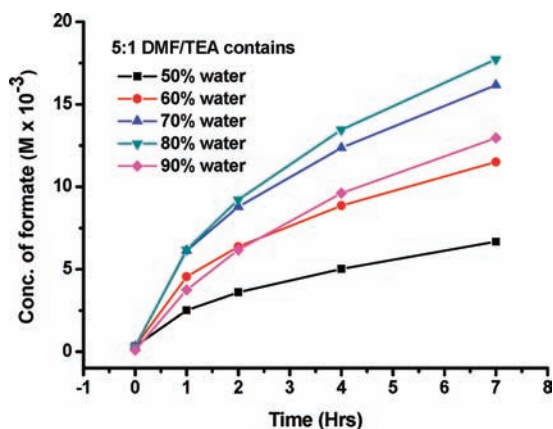 5:1 DMF/TEA contains
50% water
60% water
70% water
80% water
90% water
Conc. of formate (M x 10⁻³)
20
15
10
5
0
-1 0 1 2 3 4 5 6 7 8
Time (Hrs)